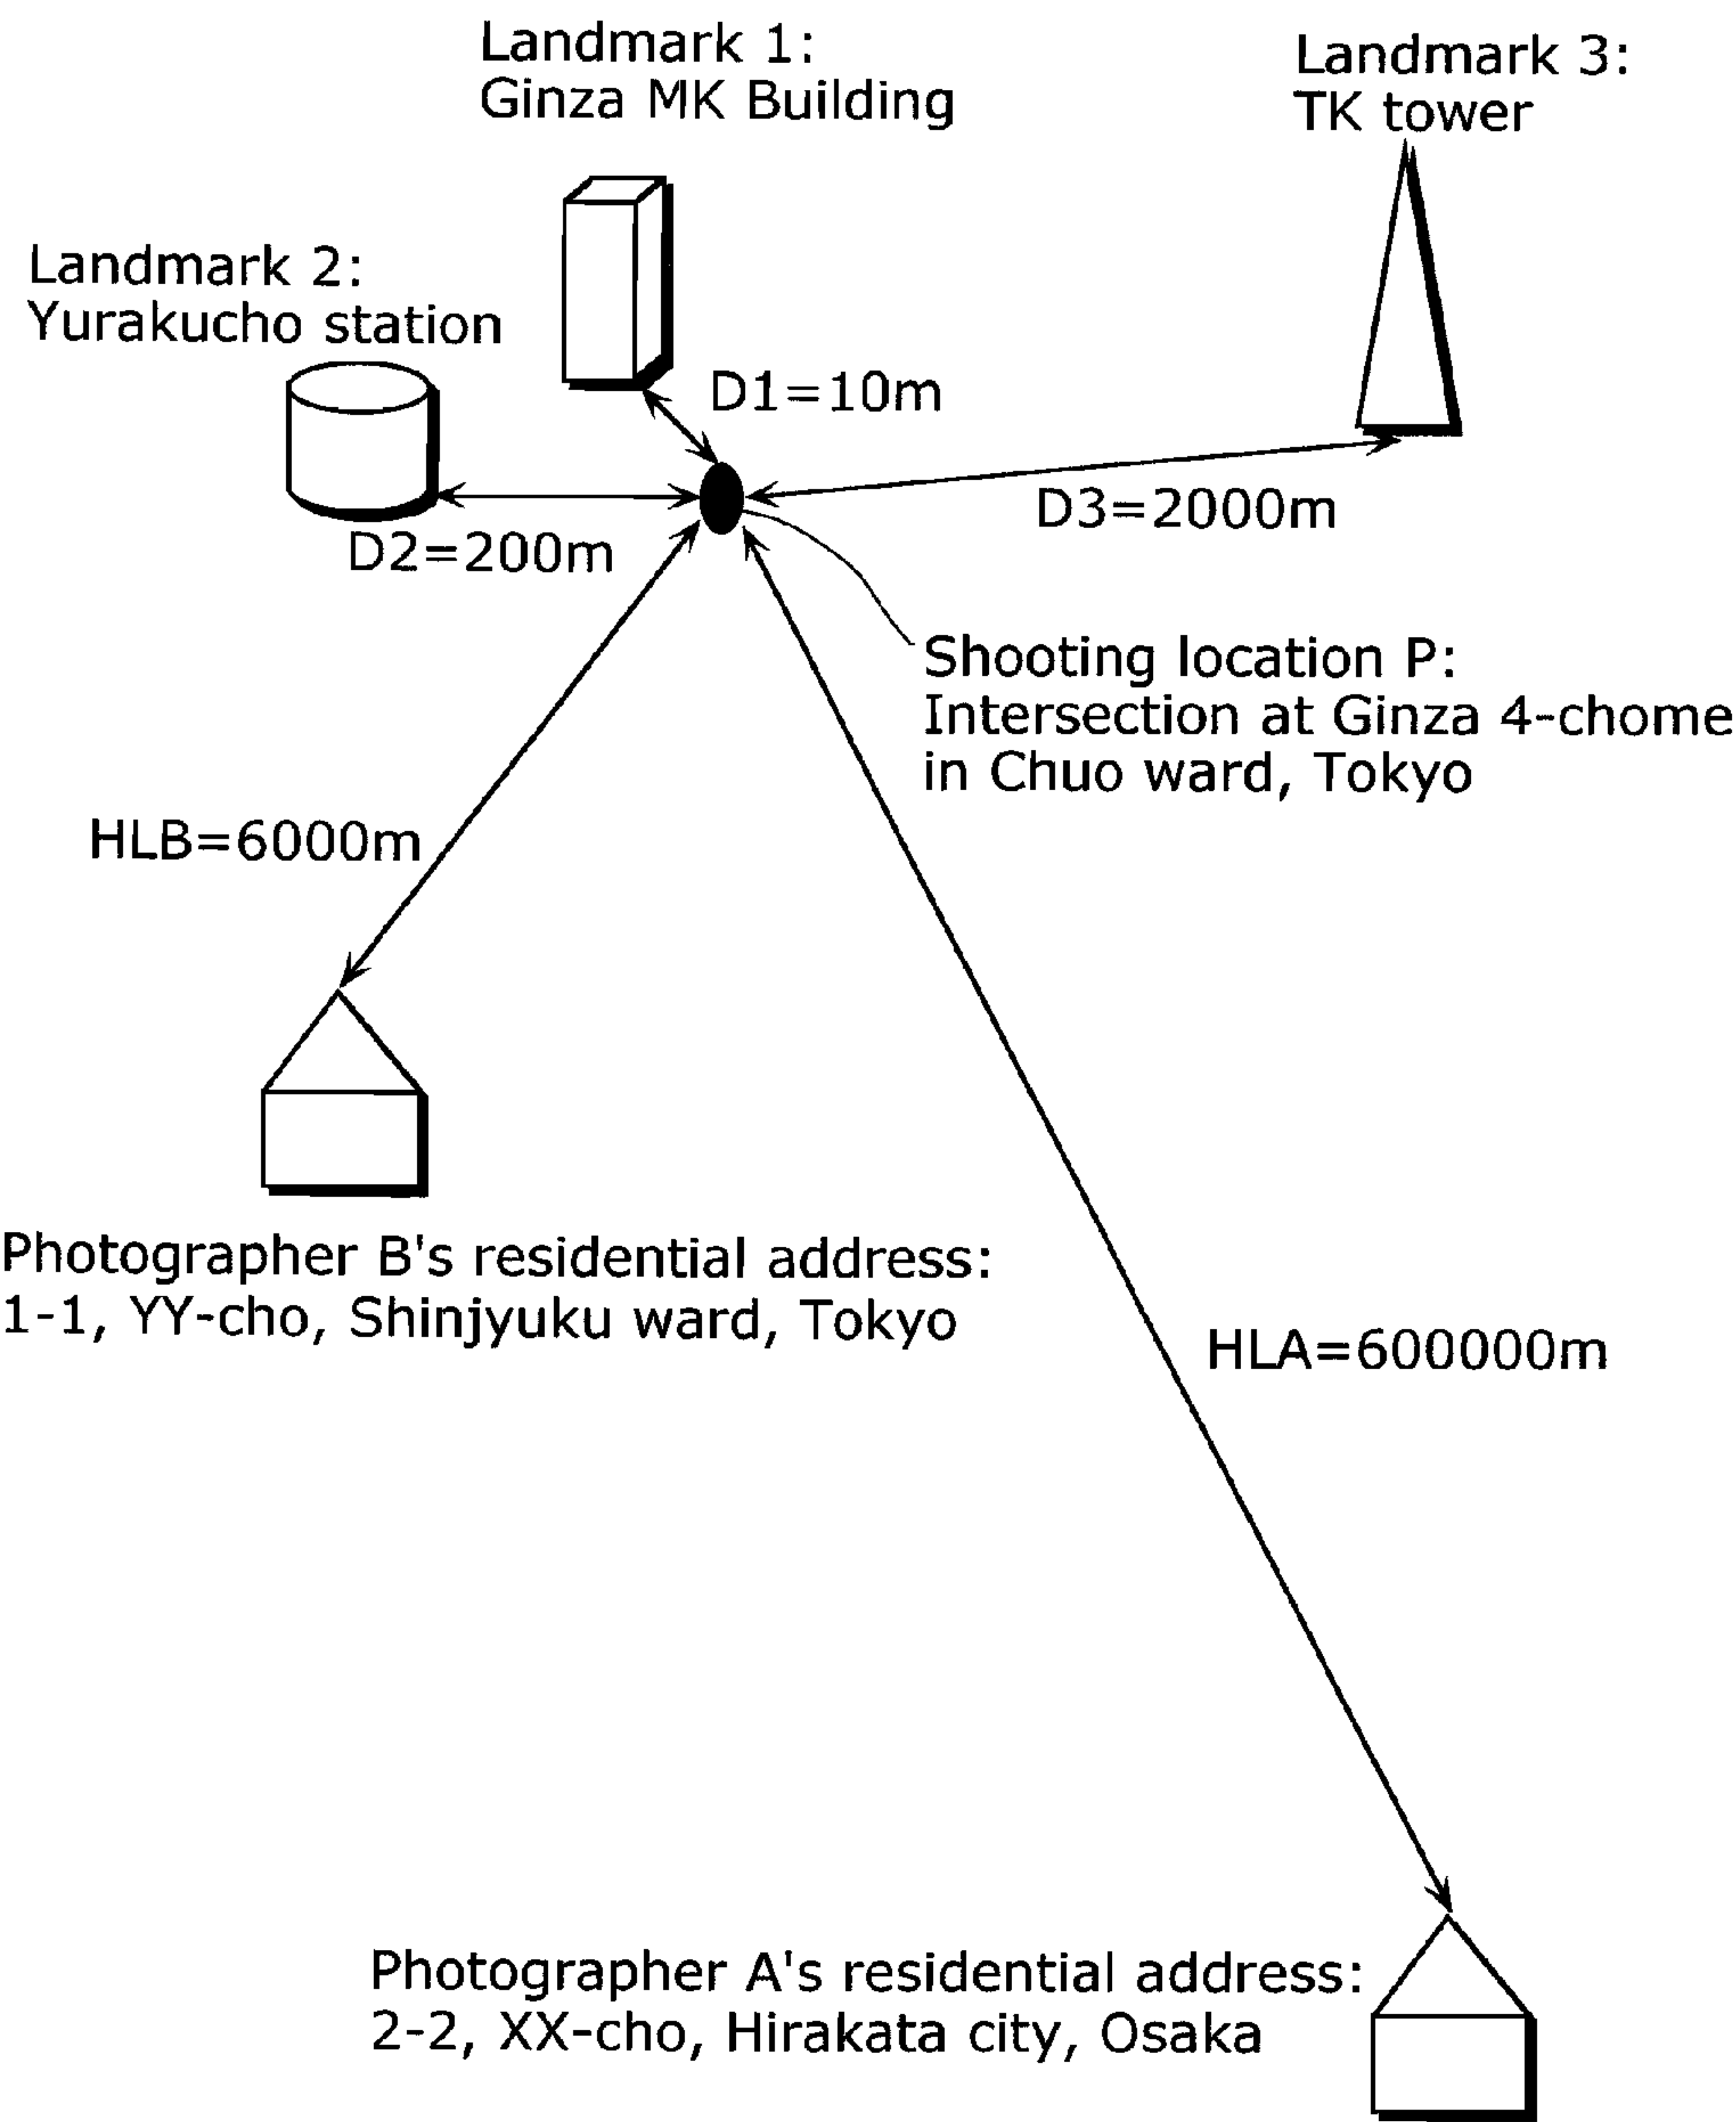 Landmark 1:
Ginza MK Building
Landmark 3:
TK tower
Landmark 2:
Yurakucho station
D1=10m
D3=2000m
D2=200m
Shooting location P:
Intersection at Ginza 4-chome
in Chuo ward, Tokyo
HLB=6000m
Photographer B's residential address:
1-1, YY-cho, Shinjyuku ward, Tokyo
HLA=600000m
Photographer A's residential address:
2-2, XX-cho, Hirakata city, Osaka